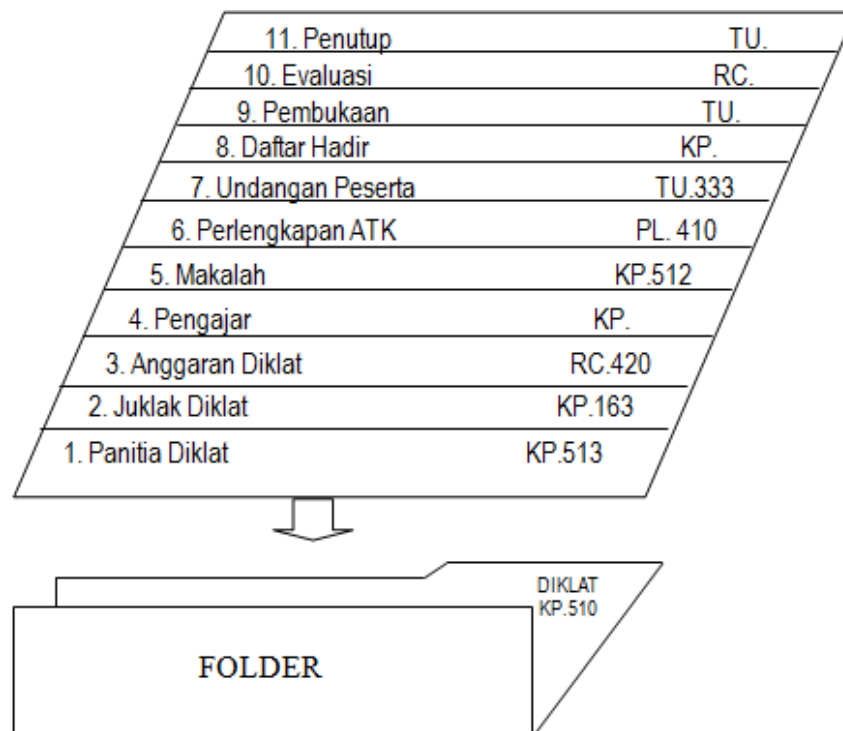 11. Penutup TU.
10. Evaluasi RC.
9. Pembukaan TU.
8. Daftar Hadir KP.
7. Undangan Peserta TU.333
6. Perlengkapan ATK PL. 410
5. Makalah KP.512
4. Pengajar KP.
3. Anggaran Diklat RC.420
2. Juklak Diklat KP.163
1. Panitia Diklat KP.513
DIKLAT
KP.510
FOLDER